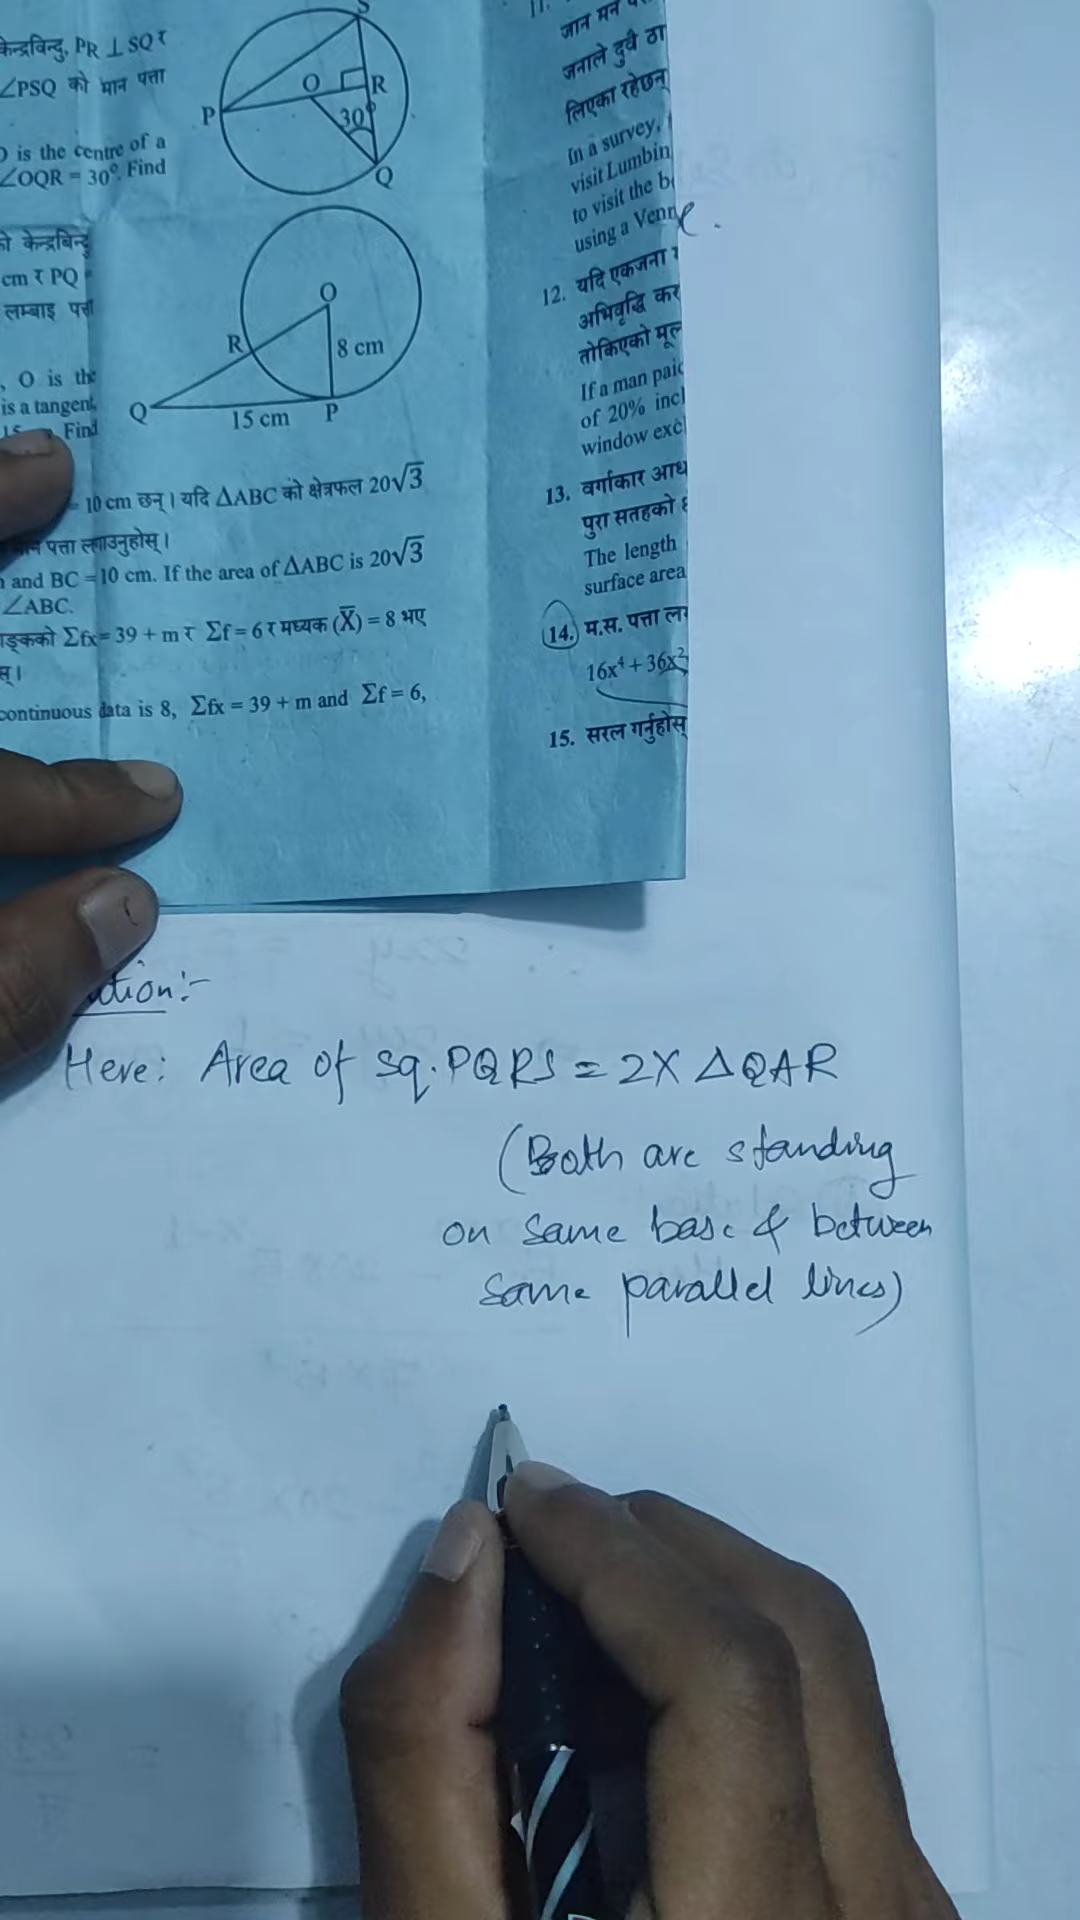 केन्द्रविन्दु, PR ⊥ SQ र
∠PSQ को मान पत्ता
is the centre of a
∠OQR = 30°. Find
S
P
O
R
30°
Q
केन्द्रबिन्दु
cm र PQ
लम्बाइ पत्ता
, O is the
is a tangent,
Find
O
R
8 cm
Q
15 cm
P
= 10 cm छन् । यदि ΔABC को क्षेत्रफल 20√3
पत्ता लगाउनुहोस् ।
and BC = 10 cm. If the area of ΔABC is 20√3
∠ABC.
Σfx = 39 + m र Σf = 6 र मध्यक (X̅) = 8 भए
continuous data is 8, Σfx = 39 + m and Σf = 6,
11.
जान मन
जनाले दुवै ठा
लिएका रहेछन्
In a survey,
visit Lumbin
to visit the b
using a Venn
12. यदि एकजना
अभिवृद्धि कर
तोकिएको मूल
If a man paid
of 20% incl
window exc
13. वर्गाकार आध
पुरा सतहको
The length
surface area
14. म.स. पत्ता ल
16x⁴ + 36x²
15. सरल गर्नुहोस्
ution:-
Here: Area of sq. PQRS = 2X ΔQAR
(Both are standing
on same base & between
same parallel lines)